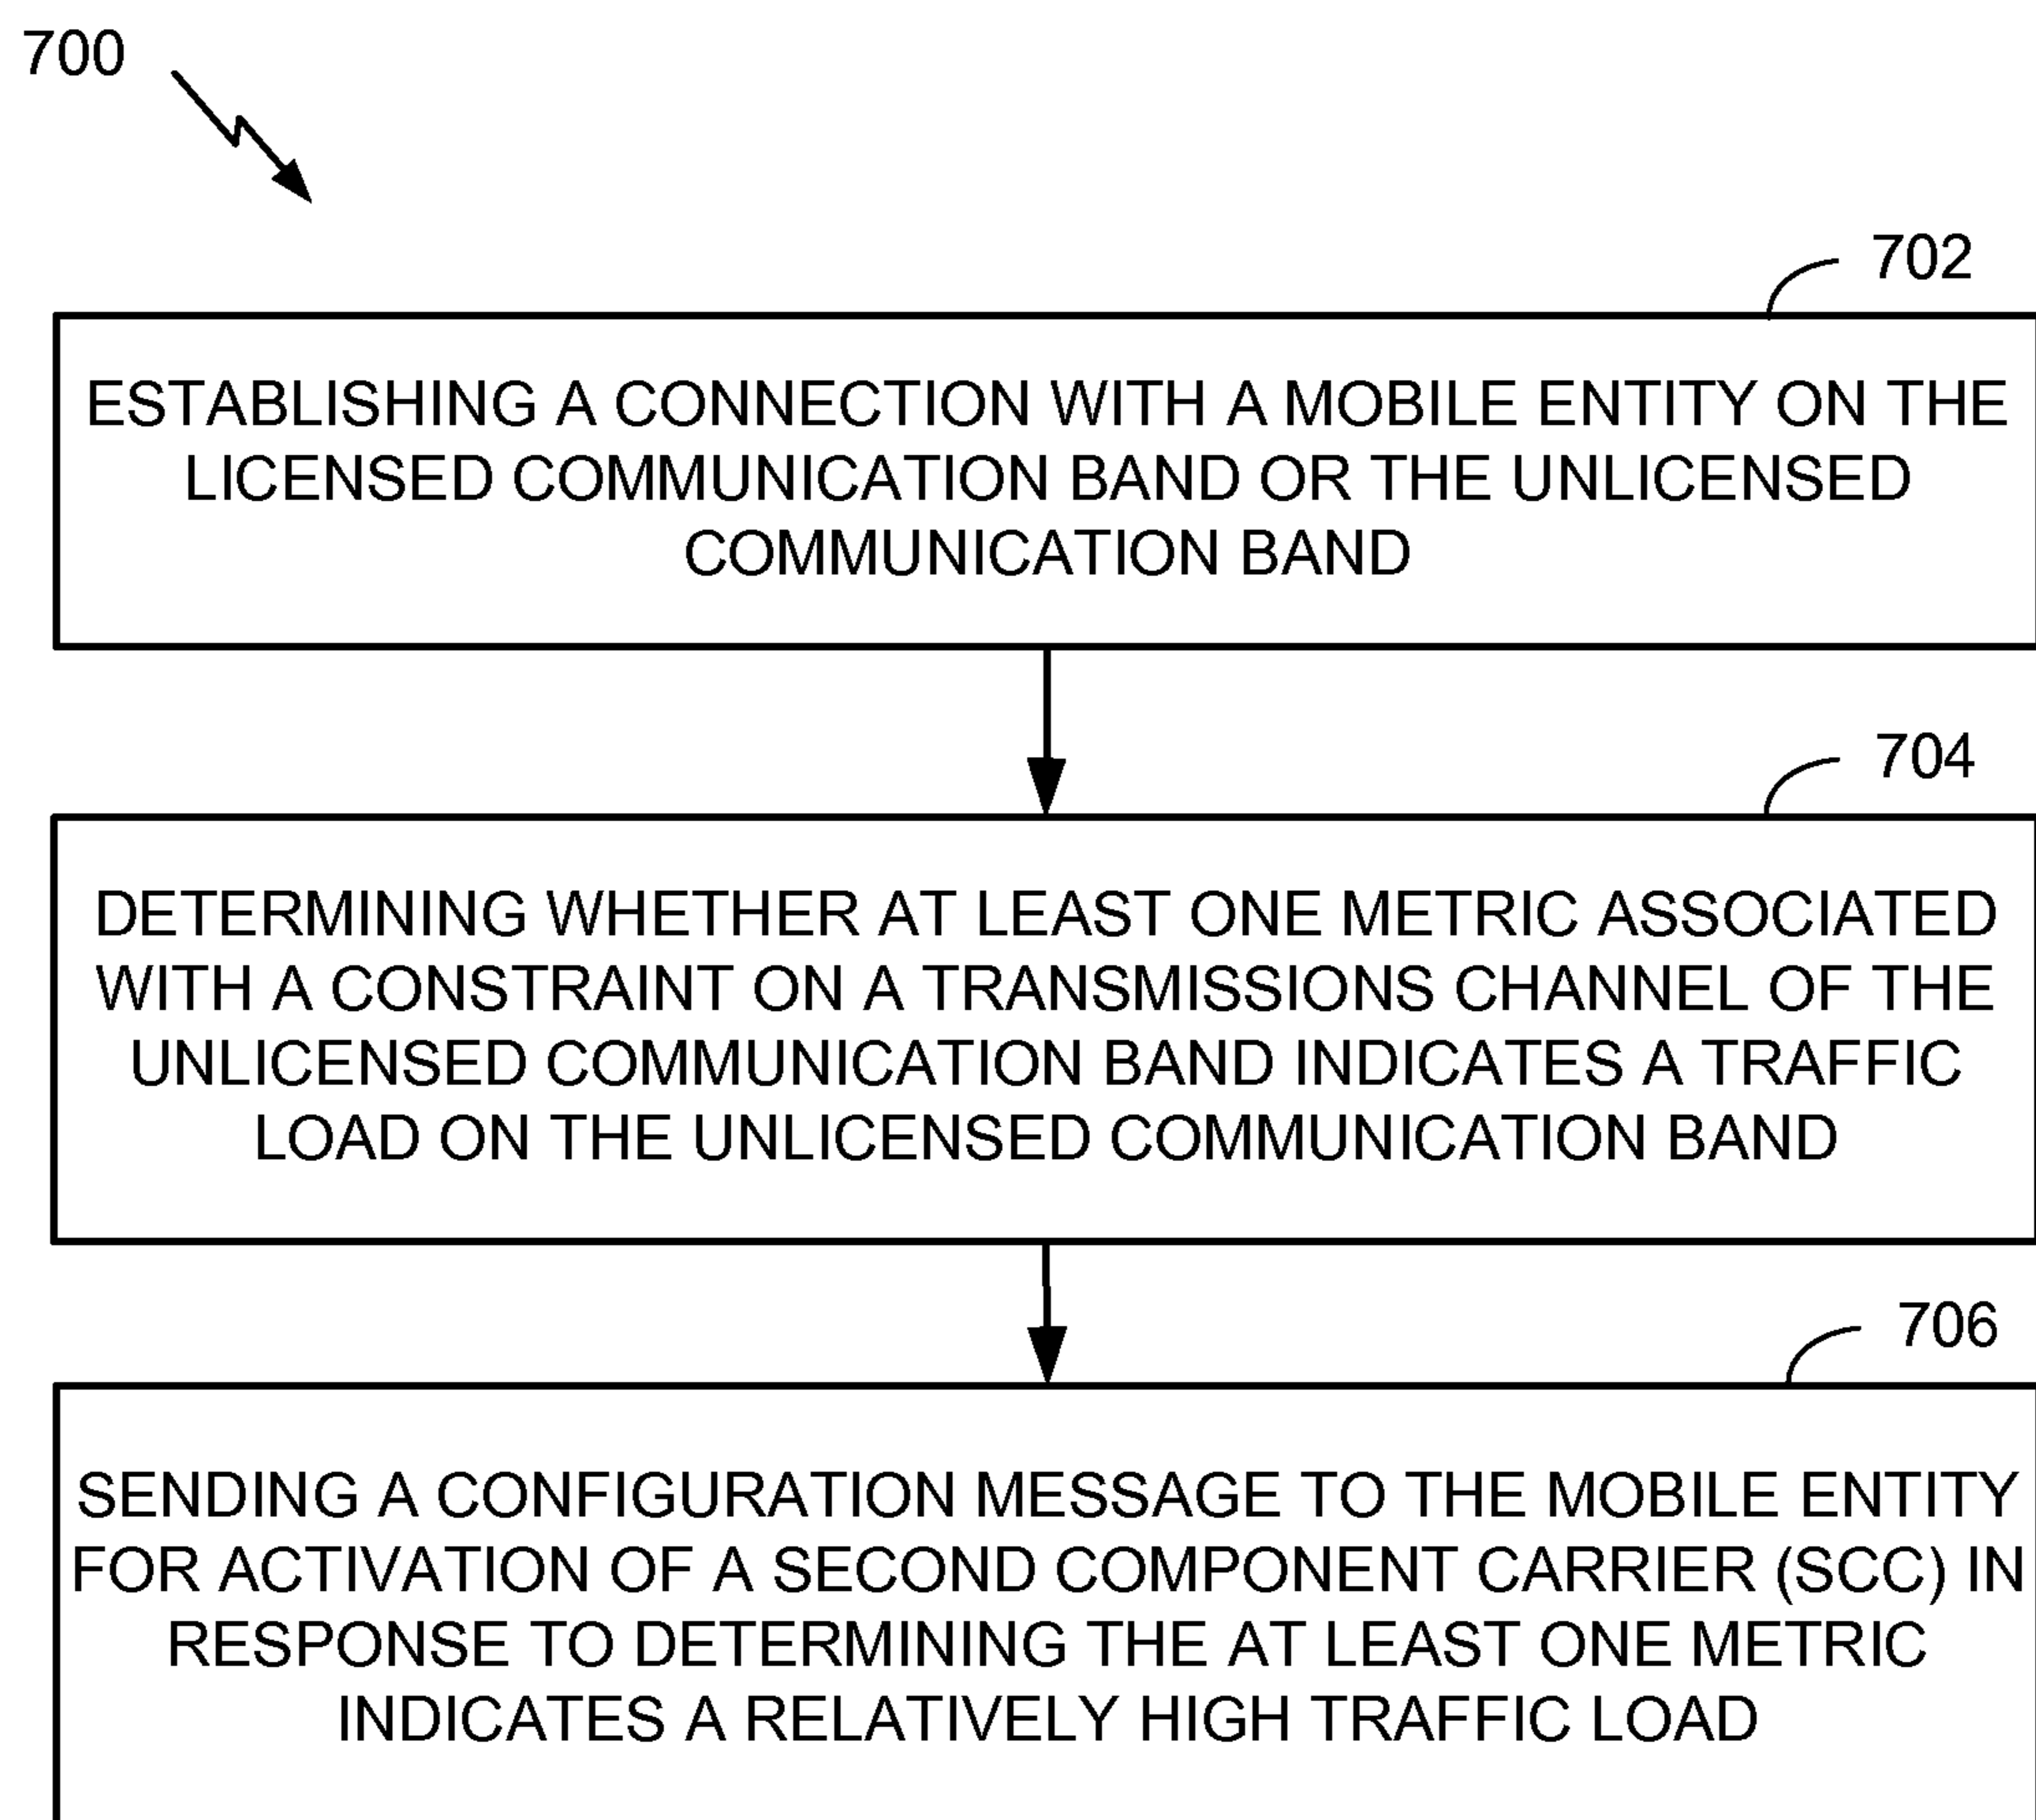 700
702
ESTABLISHING A CONNECTION WITH A MOBILE ENTITY ON THE
LICENSED COMMUNICATION BAND OR THE UNLICENSED
COMMUNICATION BAND
704
DETERMINING WHETHER AT LEAST ONE METRIC ASSOCIATED
WITH A CONSTRAINT ON A TRANSMISSIONS CHANNEL OF THE
UNLICENSED COMMUNICATION BAND INDICATES A TRAFFIC
LOAD ON THE UNLICENSED COMMUNICATION BAND
706
SENDING A CONFIGURATION MESSAGE TO THE MOBILE ENTITY
FOR ACTIVATION OF A SECOND COMPONENT CARRIER (SCC) IN
RESPONSE TO DETERMINING THE AT LEAST ONE METRIC
INDICATES A RELATIVELY HIGH TRAFFIC LOAD